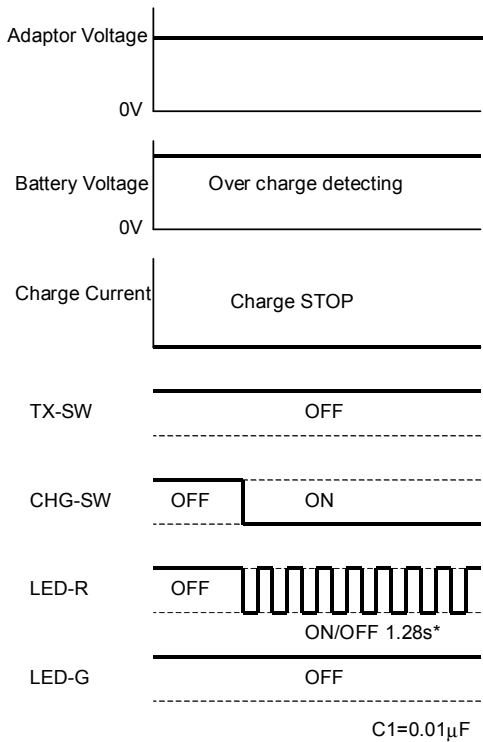 Adaptor Voltage
0V
Battery Voltage
Over charge detecting
0V
Charge Current
Charge STOP
TX-SW
OFF
CHG-SW
OFF
ON
LED-R
OFF
ON/OFF 1.28s*
LED-G
OFF
C1=0.01μF